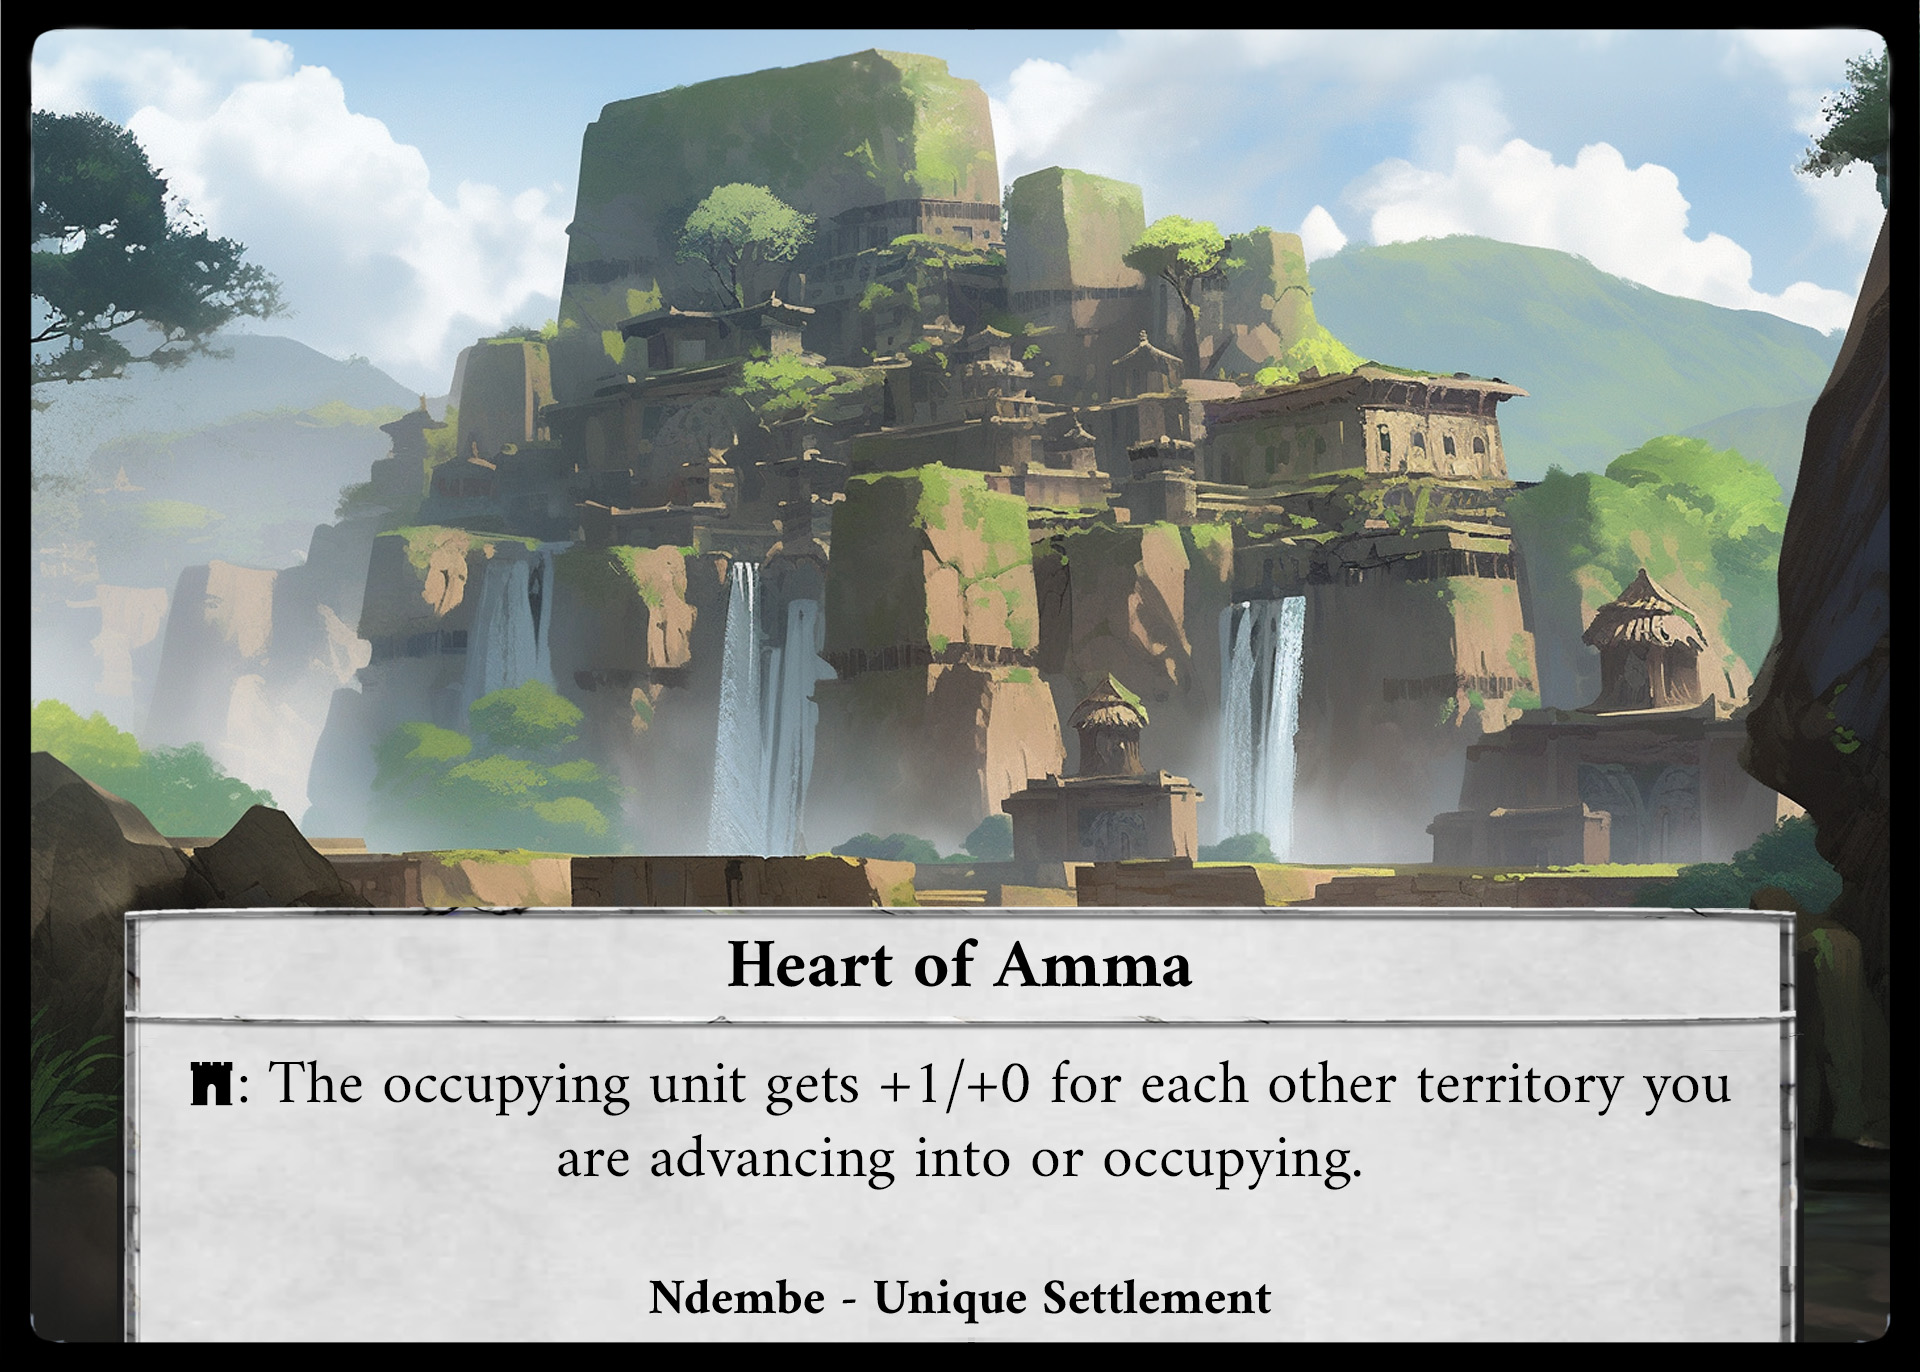 Heart of Amma
: The occupying unit gets +1/+0 for each other territory you
are advancing into or occupying.
Ndembe - Unique Settlement